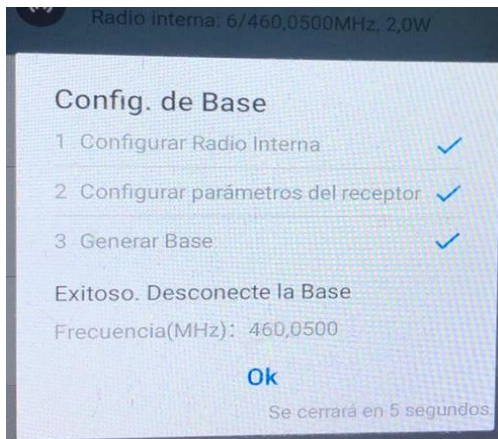 Radio interna: 6/460,0500MHz, 2,0W
Config. de Base
1 Configurar Radio Interna
2 Configurar parámetros del receptor
3 Generar Base
Exitoso. Desconecte la Base
Frecuencia(MHz): 460,0500
Ok
Se cerrará en 5 segundos.